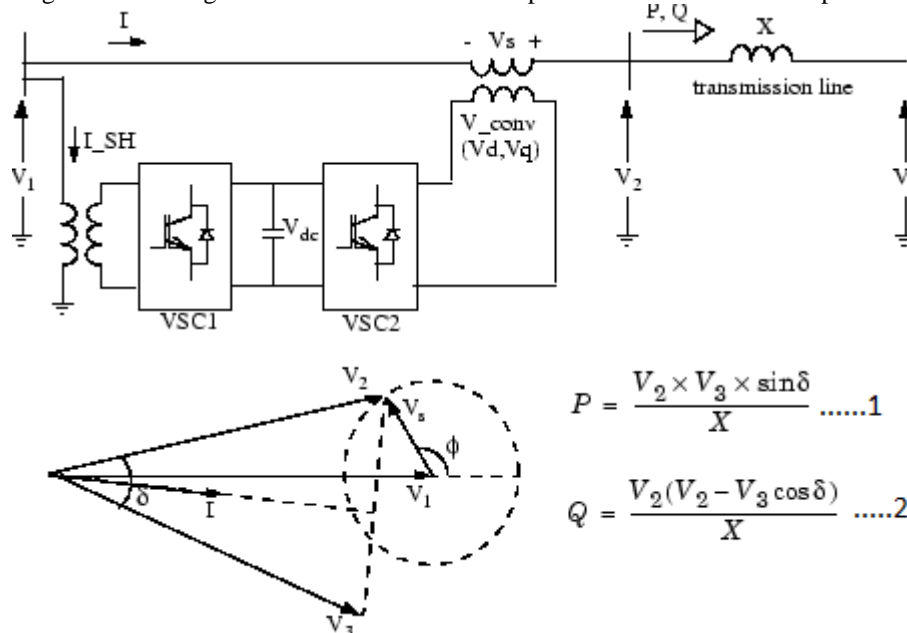 I
- Vs +
P, Q
X
transmission line
V_conv
(Vd,Vq)
I_SH
V1
V2
V
Vdc
VSC1
VSC2
V2
Vs
ϕ
P = V2 × V3 × sinδ / X ......1
V1
δ
I
Q = V2(V2 − V3 cosδ) / X .....2
V3